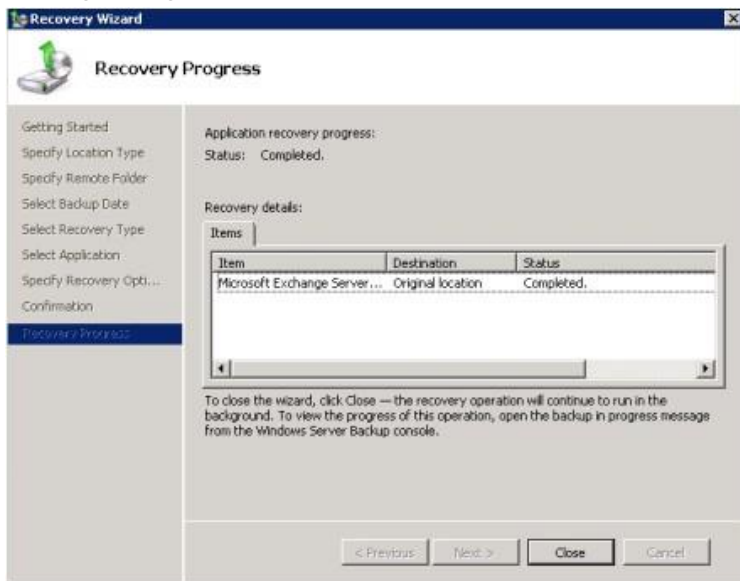 Recovery Wizard
Recovery Progress
Getting Started
Specify Location Type
Specify Remote Folder
Select Backup Date
Select Recovery Type
Select Application
Specify Recovery Opti...
Confirmation
Recovery Progress
Application recovery progress:
Status: Completed.
Recovery details:
Items
Item Destination Status
Microsoft Exchange Server... Original location Completed.
To close the wizard, click Close — the recovery operation will continue to run in the
background. To view the progress of this operation, open the backup in progress message
from the Windows Server Backup console.
< Previous Next > Close Cancel